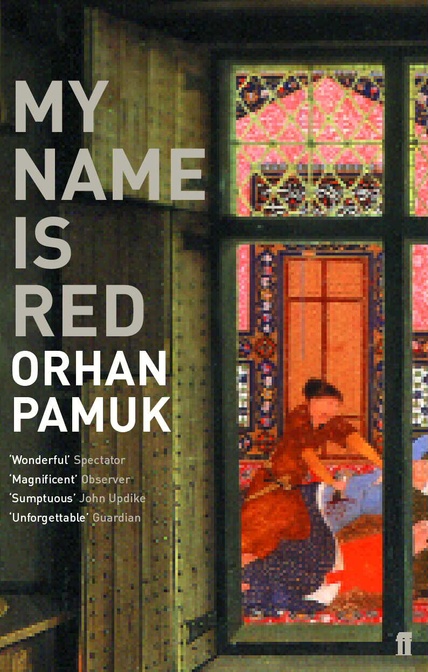 MY
NAME
IS
RED
ORHAN
PAMUK
‘Wonderful’ Spectator
‘Magnificent’ Observer
‘Sumptuous’ John Updike
‘Unforgettable’ Guardian
ff